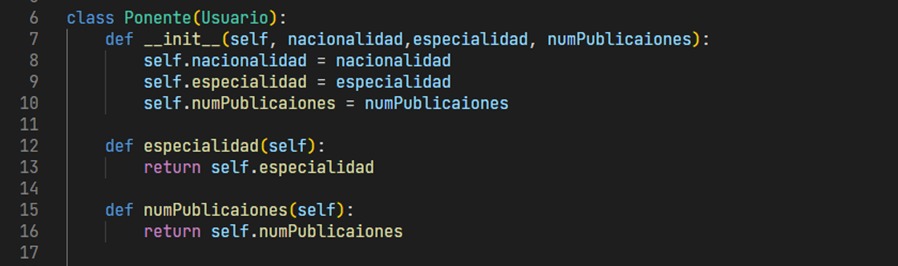 6 class Ponente(Usuario):
7     def __init__(self, nacionalidad,especialidad, numPublicaiones):
8         self.nacionalidad = nacionalidad
9         self.especialidad = especialidad
10         self.numPublicaiones = numPublicaiones
11
12     def especialidad(self):
13         return self.especialidad
14
15     def numPublicaiones(self):
16         return self.numPublicaiones
17